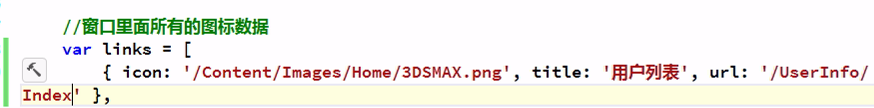 //窗口里面所有的图标数据
var links = [
{ icon: '/Content/Images/Home/3DSMAX.png', title: '用户列表', url: '/UserInfo/
Index' },